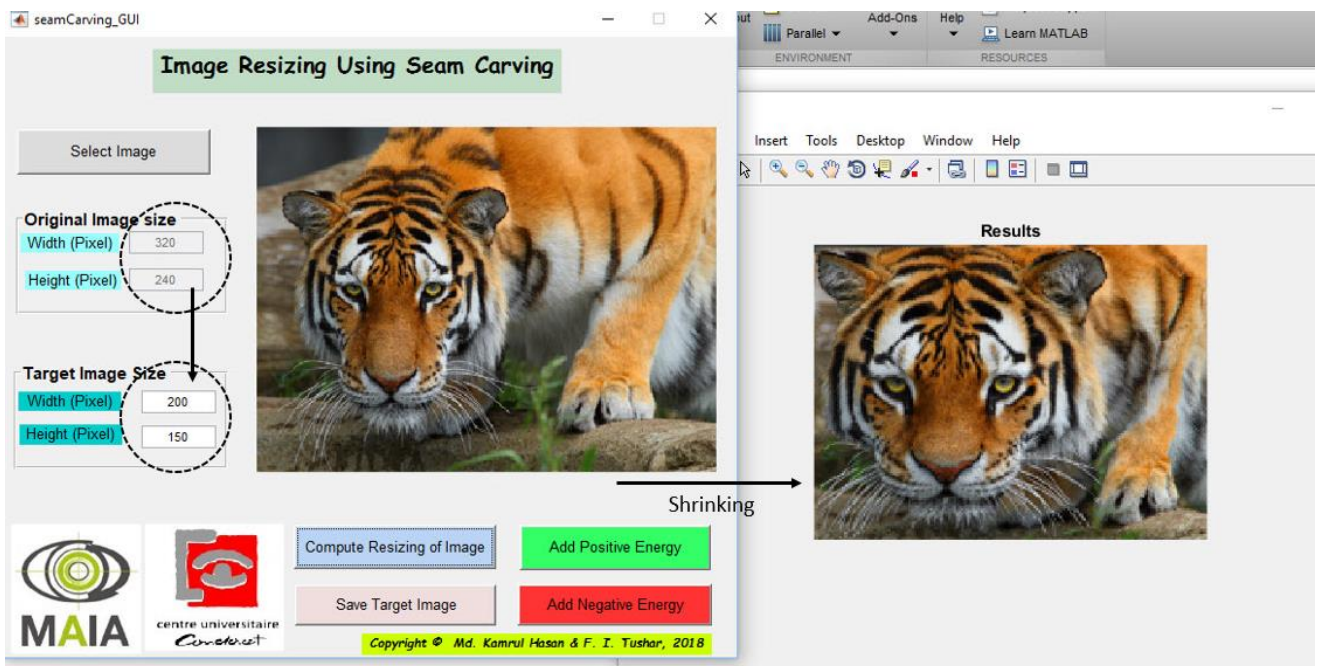 seamCarving_GUI
Image Resizing Using Seam Carving
Select Image
Original Image size
Width (Pixel) 320
Height (Pixel) 240
Target Image Size
Width (Pixel) 200
Height (Pixel) 150
Compute Resizing of Image
Add Positive Energy
Save Target Image
Add Negative Energy
MAIA
centre universitaire
Condorcet
Copyright © Md. Kamrul Hasan & F. I. Tushar, 2018
Shrinking
Parallel
Add-Ons
Help
Learn MATLAB
ENVIRONMENT
RESOURCES
Insert Tools Desktop Window Help
Results